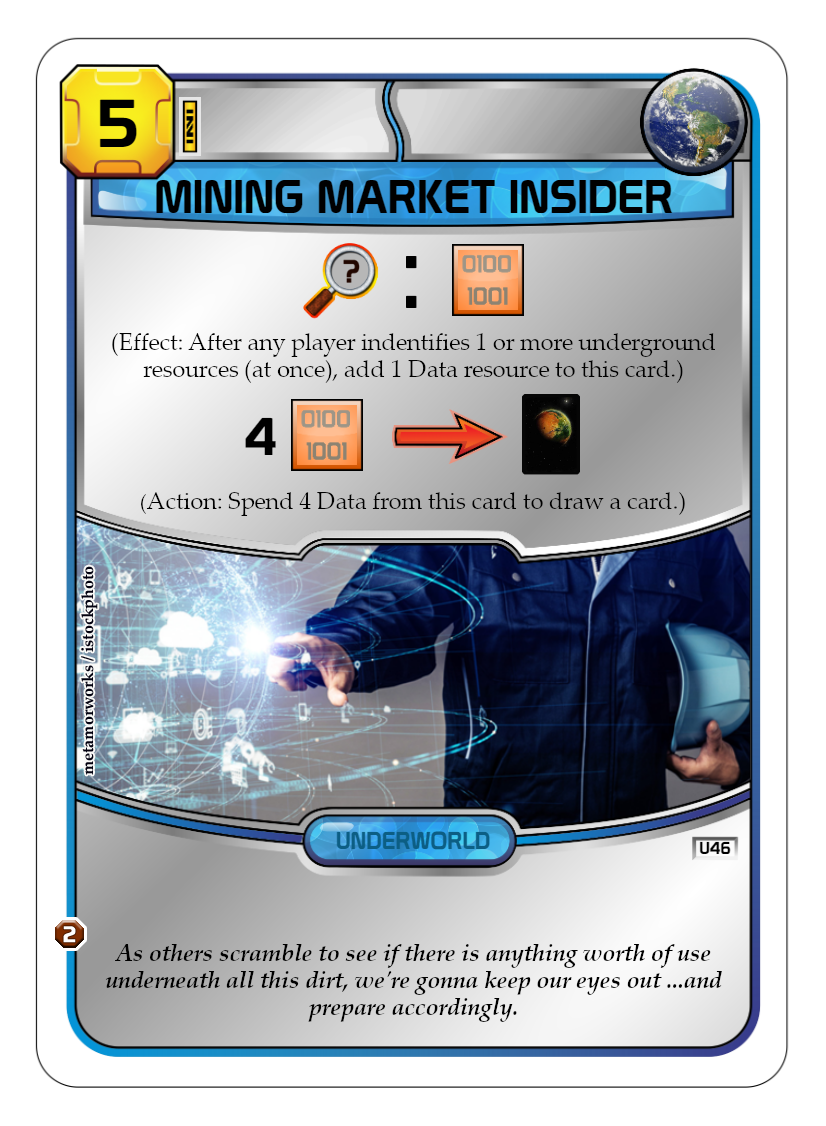 5
MINING MARKET INSIDER
?
:
0100
1001
(Effect: After any player indentifies 1 or more underground
resources (at once), add 1 Data resource to this card.)
4
0100
1001
(Action: Spend 4 Data from this card to draw a card.)
metamorworks / istockphoto
UNDERWORLD
U46
2
As others scramble to see if there is anything worth of use
underneath all this dirt, we're gonna keep our eyes out ...and
prepare accordingly.